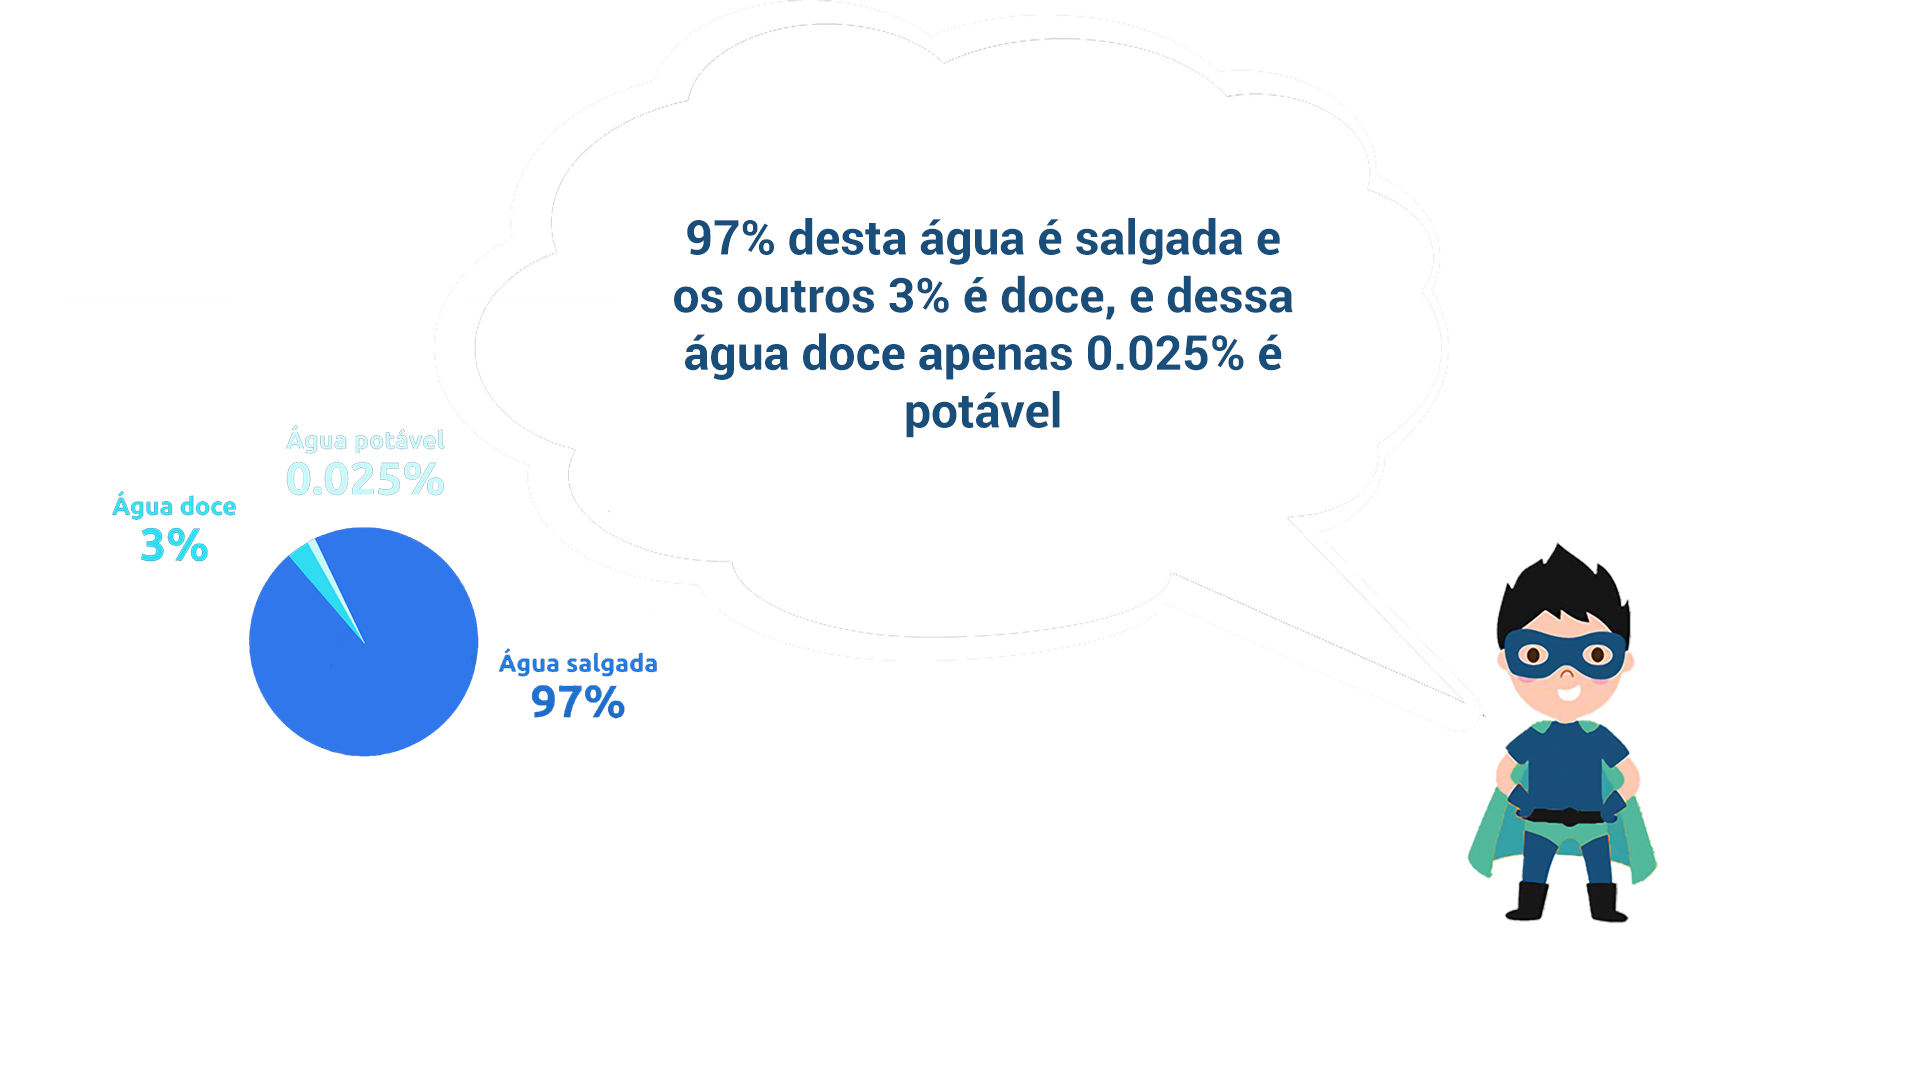 97% desta água é salgada e
os outros 3% é doce, e dessa
água doce apenas 0.025% é
potável
Água potável
0.025%
Água doce
3%
Água salgada
97%